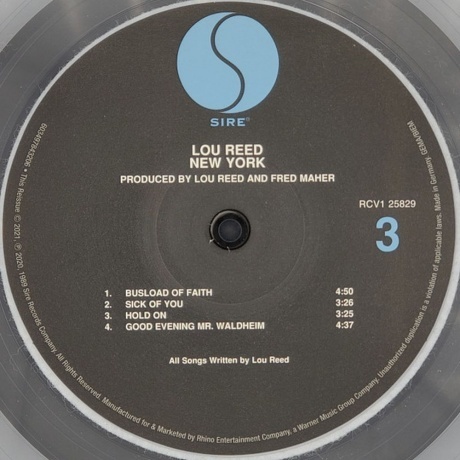 SIRE®
LOU REED
NEW YORK
PRODUCED BY LOU REED AND FRED MAHER
RCV1 25829
3
1. BUSLOAD OF FAITH 4:50
2. SICK OF YOU 3:26
3. HOLD ON 3:25
4. GOOD EVENING MR. WALDHEIM 4:37
All Songs Written by Lou Reed
603497843206 • This Reissue © 2021, ℗ 2020, 1989 Sire Records Company. All Rights Reserved. Manufactured for & Marketed by Rhino Entertainment Company, a Warner Music Group Company. Unauthorized duplication is a violation of applicable laws. Made in Germany. GEMA/BIEM